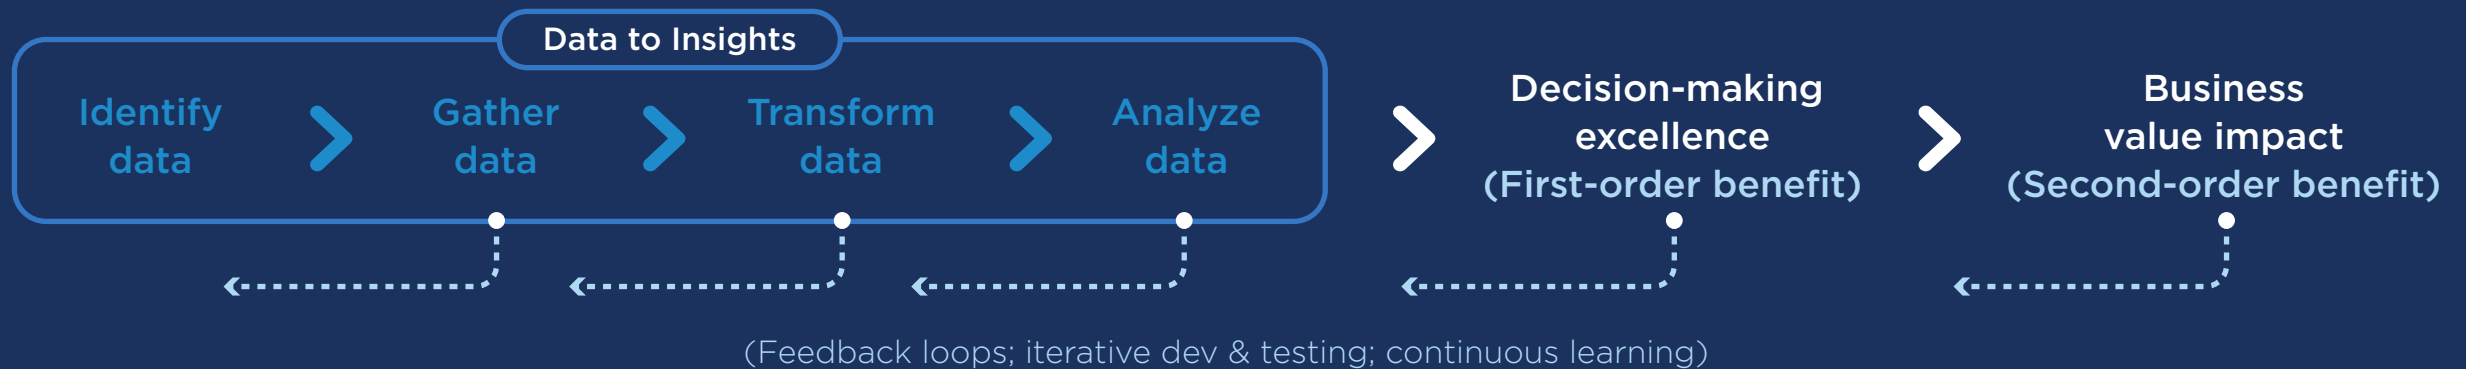 Data to Insights
Identify
data
Gather
data
Transform
data
Analyze
data
Decision-making
excellence
(First-order benefit)
Business
value impact
(Second-order benefit)
(Feedback loops; iterative dev & testing; continuous learning)